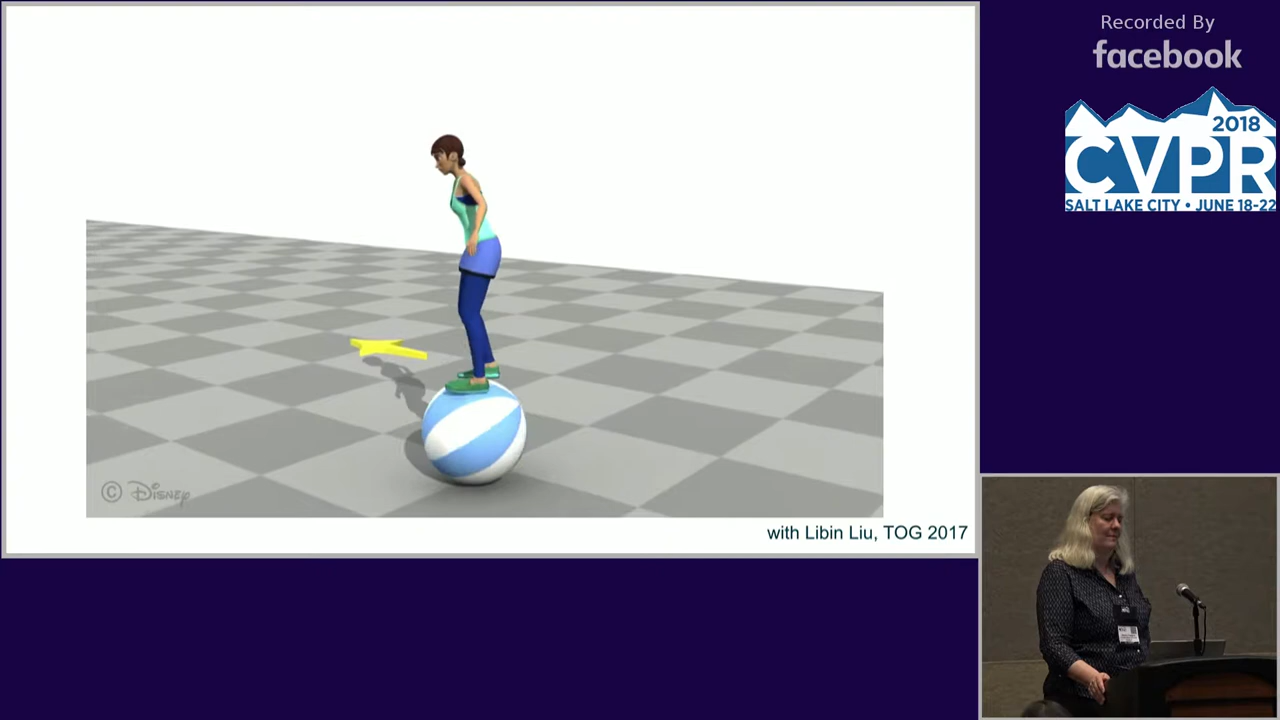 Recorded By
facebook
2018
CVPR
SALT LAKE CITY • JUNE 18-22
© Disney
with Libin Liu, TOG 2017